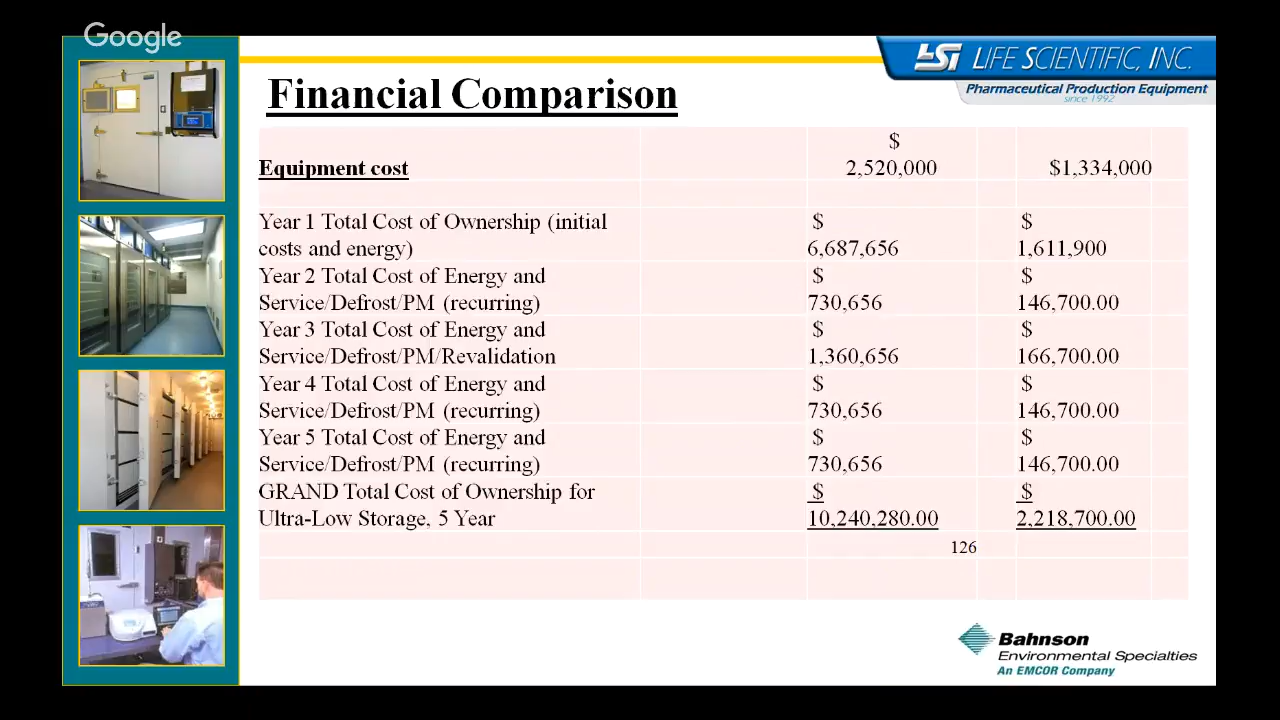 Google
LSI LIFE SCIENTIFIC, INC.
Pharmaceutical Production Equipment
since 1992
Financial Comparison
$
Equipment cost 2,520,000 $1,334,000
Year 1 Total Cost of Ownership (initial $ $
costs and energy) 6,687,656 1,611,900
Year 2 Total Cost of Energy and $ $
Service/Defrost/PM (recurring) 730,656 146,700.00
Year 3 Total Cost of Energy and $ $
Service/Defrost/PM/Revalidation 1,360,656 166,700.00
Year 4 Total Cost of Energy and $ $
Service/Defrost/PM (recurring) 730,656 146,700.00
Year 5 Total Cost of Energy and $ $
Service/Defrost/PM (recurring) 730,656 146,700.00
GRAND Total Cost of Ownership for $ $
Ultra-Low Storage, 5 Year 10,240,280.00 2,218,700.00
126
Bahnson
Environmental Specialties
An EMCOR Company